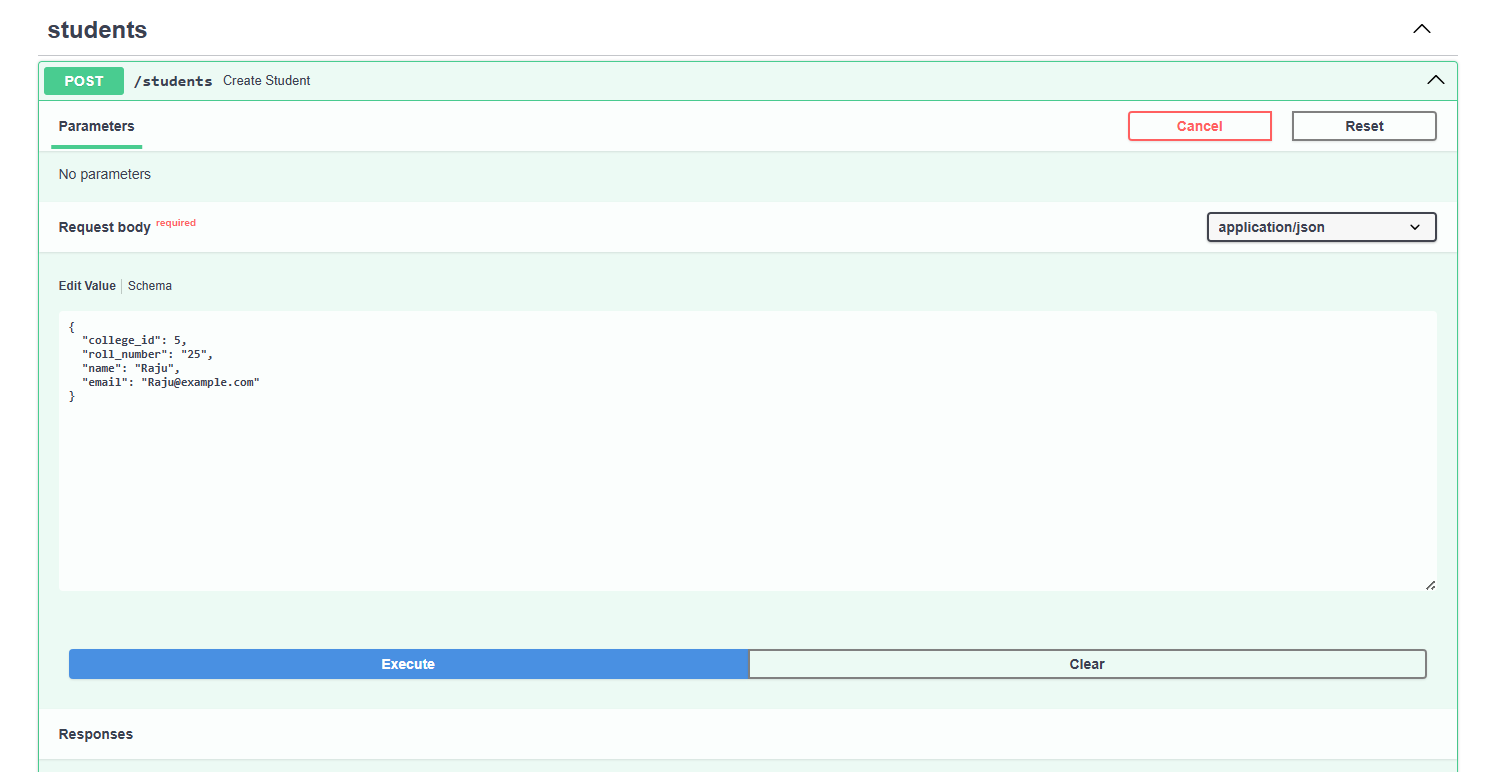 students
POST /students Create Student
Parameters Cancel Reset
No parameters
Request body required application/json
Edit Value Schema
{
  "college_id": 5,
  "roll_number": "25",
  "name": "Raju",
  "email": "Raju@example.com"
}
Execute Clear
Responses